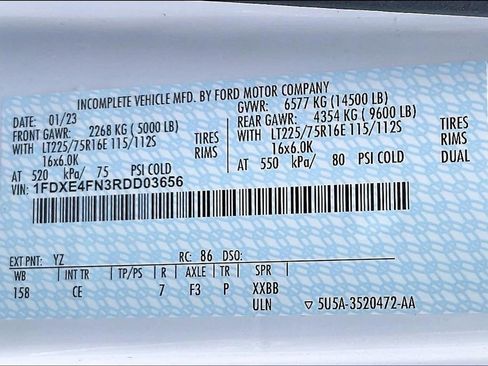 INCOMPLETE VEHICLE MFD. BY FORD MOTOR COMPANY
DATE: 01/23 GVWR: 6577 KG (14500 LB)
FRONT GAWR: 2268 KG (5000 LB) REAR GAWR: 4354 KG (9600 LB)
WITH LT225/75R16E 115/112S TIRES WITH LT225/75R16E 115/112S TIRES
16x6.0K RIMS 16x6.0K RIMS
AT 520 kPa/ 75 PSI COLD AT 550 kPa/ 80 PSI COLD DUAL
VIN: 1FDXE4FN3RDD03656
EXT PNT: YZ RC: 86 DSO:
WB INT TR TP/PS R AXLE TR SPR
158 CE 7 F3 P XXBB
ULN ▽ 5U5A-3520472-AA